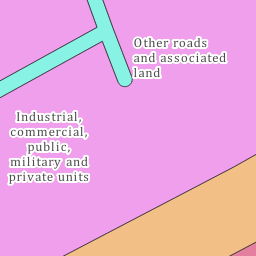 Other roads
and associated
land
Industrial,
commercial,
public,
military and
private units